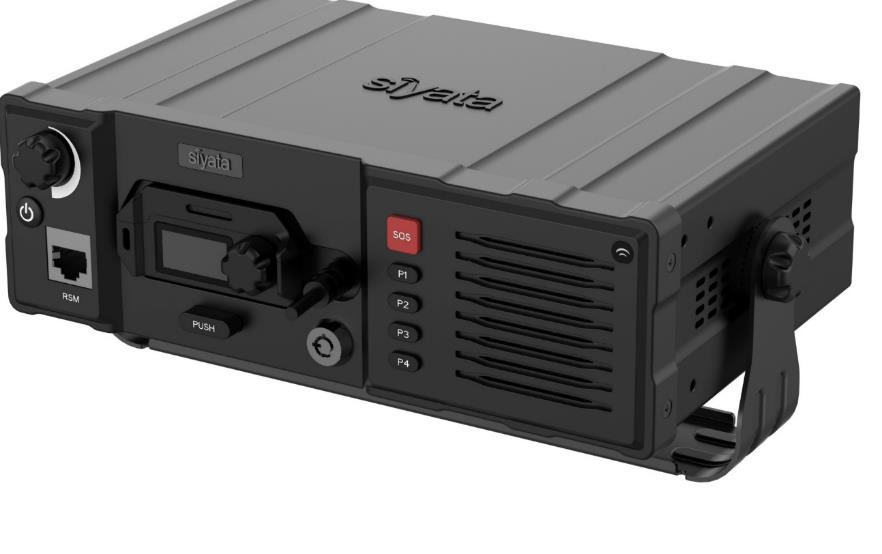 siyata
siyata
SOS
P1
P2
P3
P4
RSM
PUSH